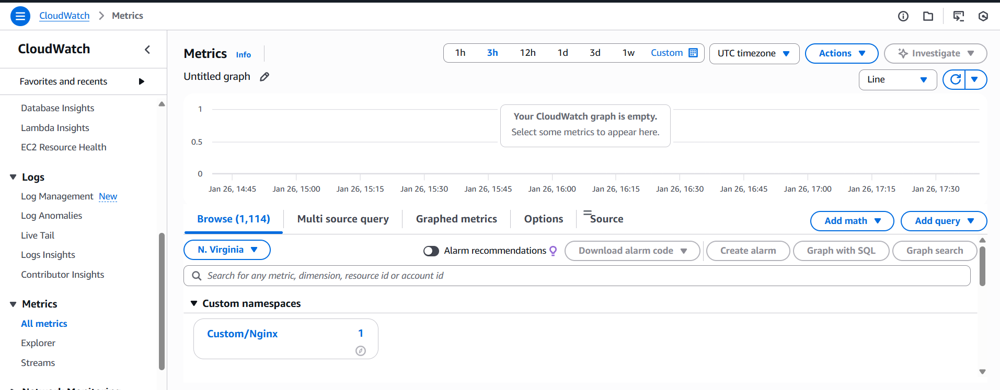 CloudWatch > Metrics
CloudWatch
Favorites and recents
Database Insights
Lambda Insights
EC2 Resource Health
Logs
Log Management New
Log Anomalies
Live Tail
Logs Insights
Contributor Insights
Metrics
All metrics
Explorer
Streams
Metrics Info
1h 3h 12h 1d 3d 1w Custom
UTC timezone
Actions
Investigate
Untitled graph
Line
1
0.5
0
Your CloudWatch graph is empty.
Select some metrics to appear here.
Jan 26, 14:45 Jan 26, 15:00 Jan 26, 15:15 Jan 26, 15:30 Jan 26, 15:45 Jan 26, 16:00 Jan 26, 16:15 Jan 26, 16:30 Jan 26, 16:45 Jan 26, 17:00 Jan 26, 17:15 Jan 26, 17:30
Browse (1,114) Multi source query Graphed metrics Options Source
Add math
Add query
N. Virginia
Alarm recommendations
Download alarm code
Create alarm
Graph with SQL
Graph search
Search for any metric, dimension, resource id or account id
Custom namespaces
Custom/Nginx 1